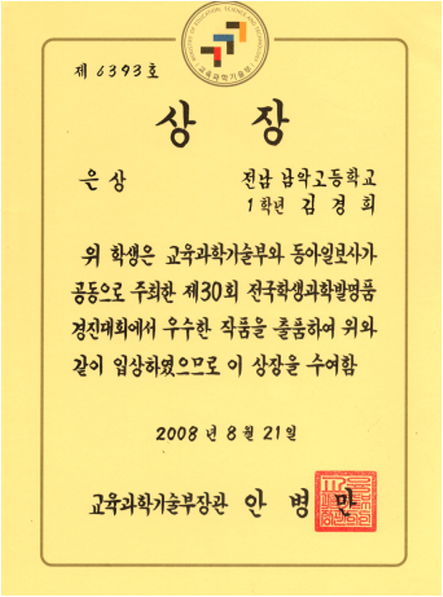 MINISTRY OF EDUCATION, SCIENCE AND TECHNOLOGY
교육과학기술부
제 6393호
상 장
은 상
전남 남악고등학교
1학년 김 경 희
위 학생은 교육과학기술부와 동아일보사가
공동으로 주최한 제30회 전국학생과학발명품
경진대회에서 우수한 작품을 출품하여 위와
같이 입상하였으므로 이 상장을 수여함
2008 년 8 월 21 일
교육과학기술부장관 안 병 만